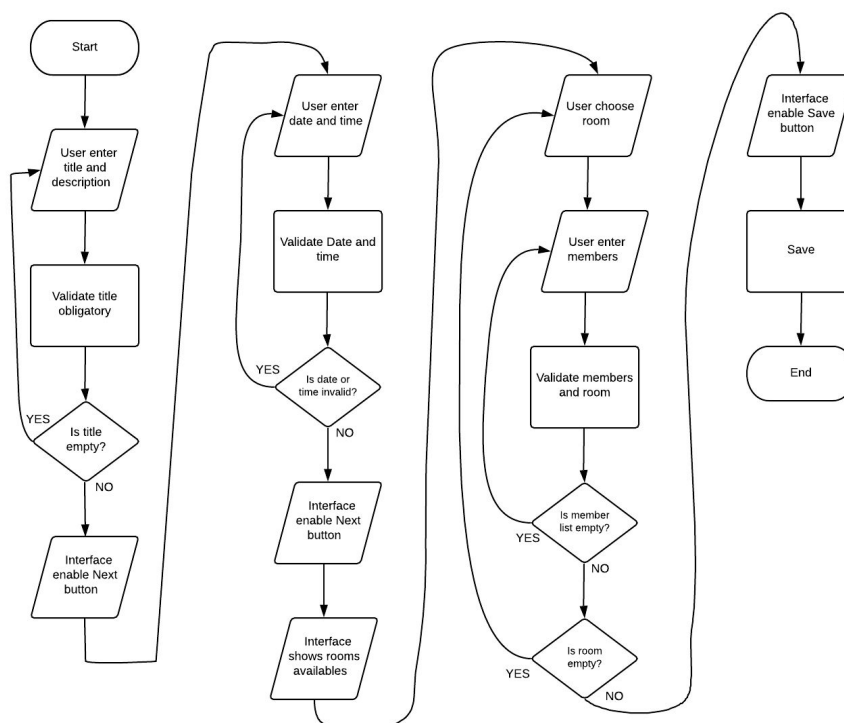 Start
User enter
title and
description
Validate title
obligatory
YES
Is title
empty?
NO
Interface
enable Next
button
User enter
date and time
Validate Date and
time
YES
Is date or
time invalid?
NO
Interface
enable Next
button
Interface
shows rooms
availables
User choose
room
User enter
members
Validate members
and room
Is member
list empty?
YES
NO
Is room
empty?
YES
NO
Interface
enable Save
button
Save
End